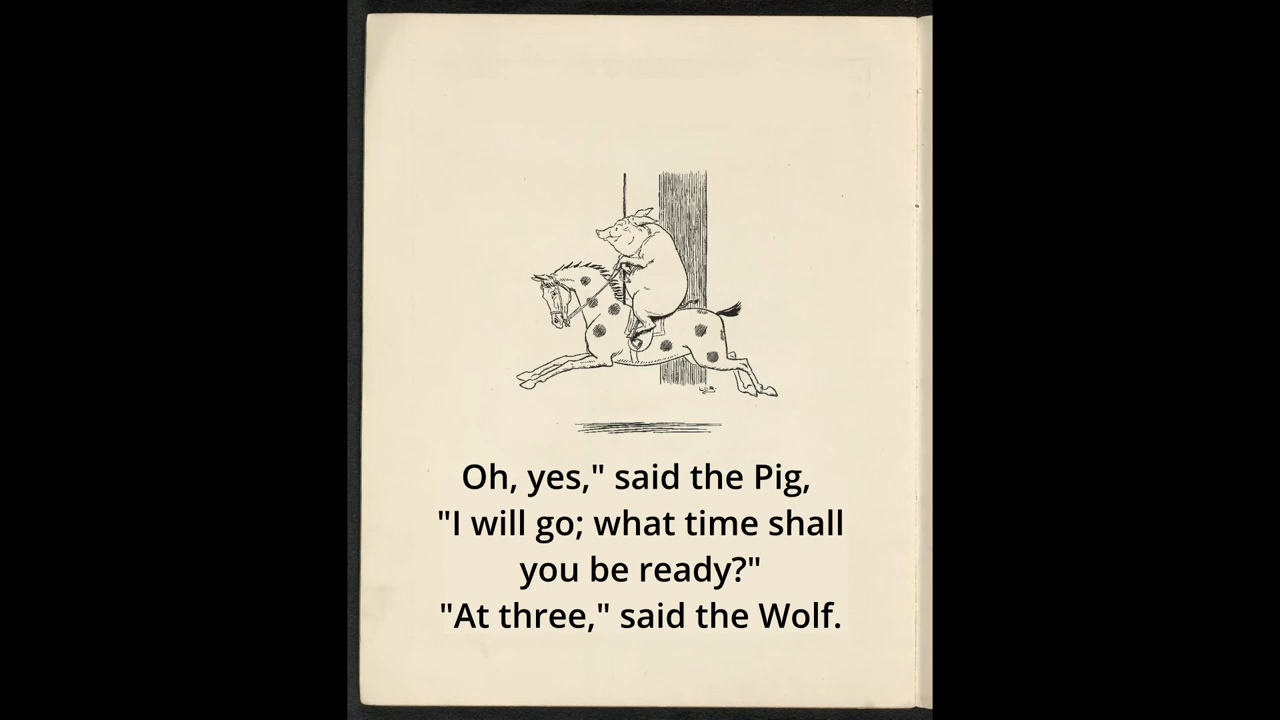 Oh, yes," said the Pig,
"I will go; what time shall
you be ready?"
"At three," said the Wolf.